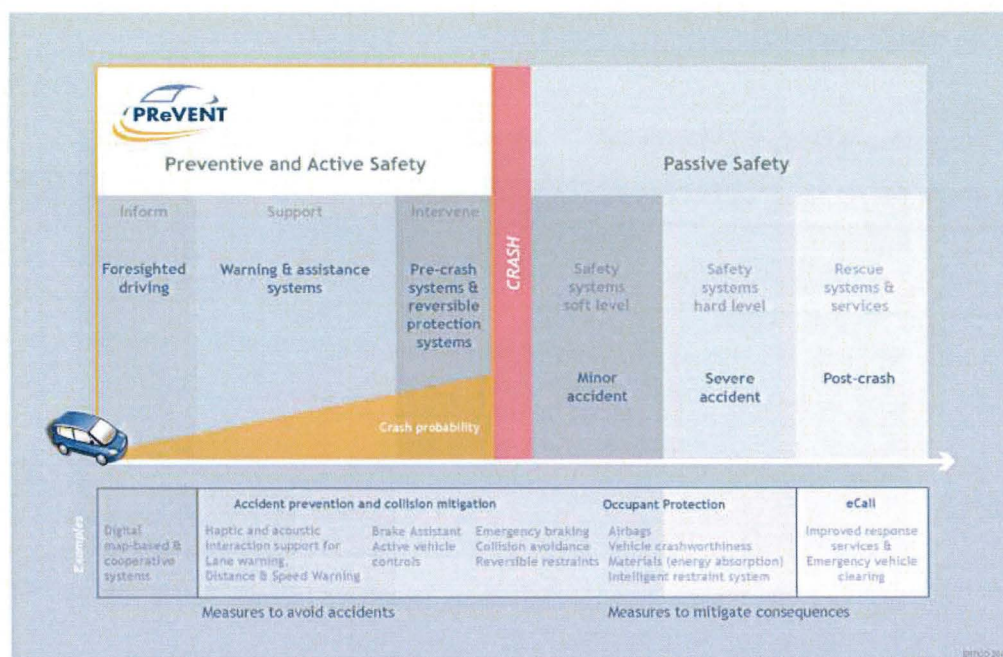 PReVENT
Preventive and Active Safety
Passive Safety
Inform
Support
Intervene
Foresighted
driving
Warning & assistance
systems
Pre-crash
systems &
reversible
protection
systems
CRASH
Safety
systems
soft level
Safety
systems
hard level
Rescue
systems &
services
Minor
accident
Severe
accident
Post-crash
Crash probability
Examples
Digital
map-based &
cooperative
systems
Accident prevention and collision mitigation
Haptic and acoustic
Interaction support for
Lane warning,
Distance & Speed Warning
Brake Assistant
Active vehicle
controls
Emergency braking
Collision avoidance
Reversible restraints
Occupant Protection
Airbags
Vehicle crashworthiness
Materials (energy absorption)
Intelligent restraint system
eCall
Improved response
services &
Emergency vehicle
clearing
Measures to avoid accidents
Measures to mitigate consequences